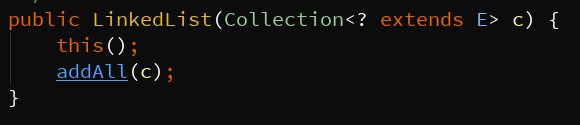 public LinkedList(Collection<? extends E> c) {
    this();
    addAll(c);
}